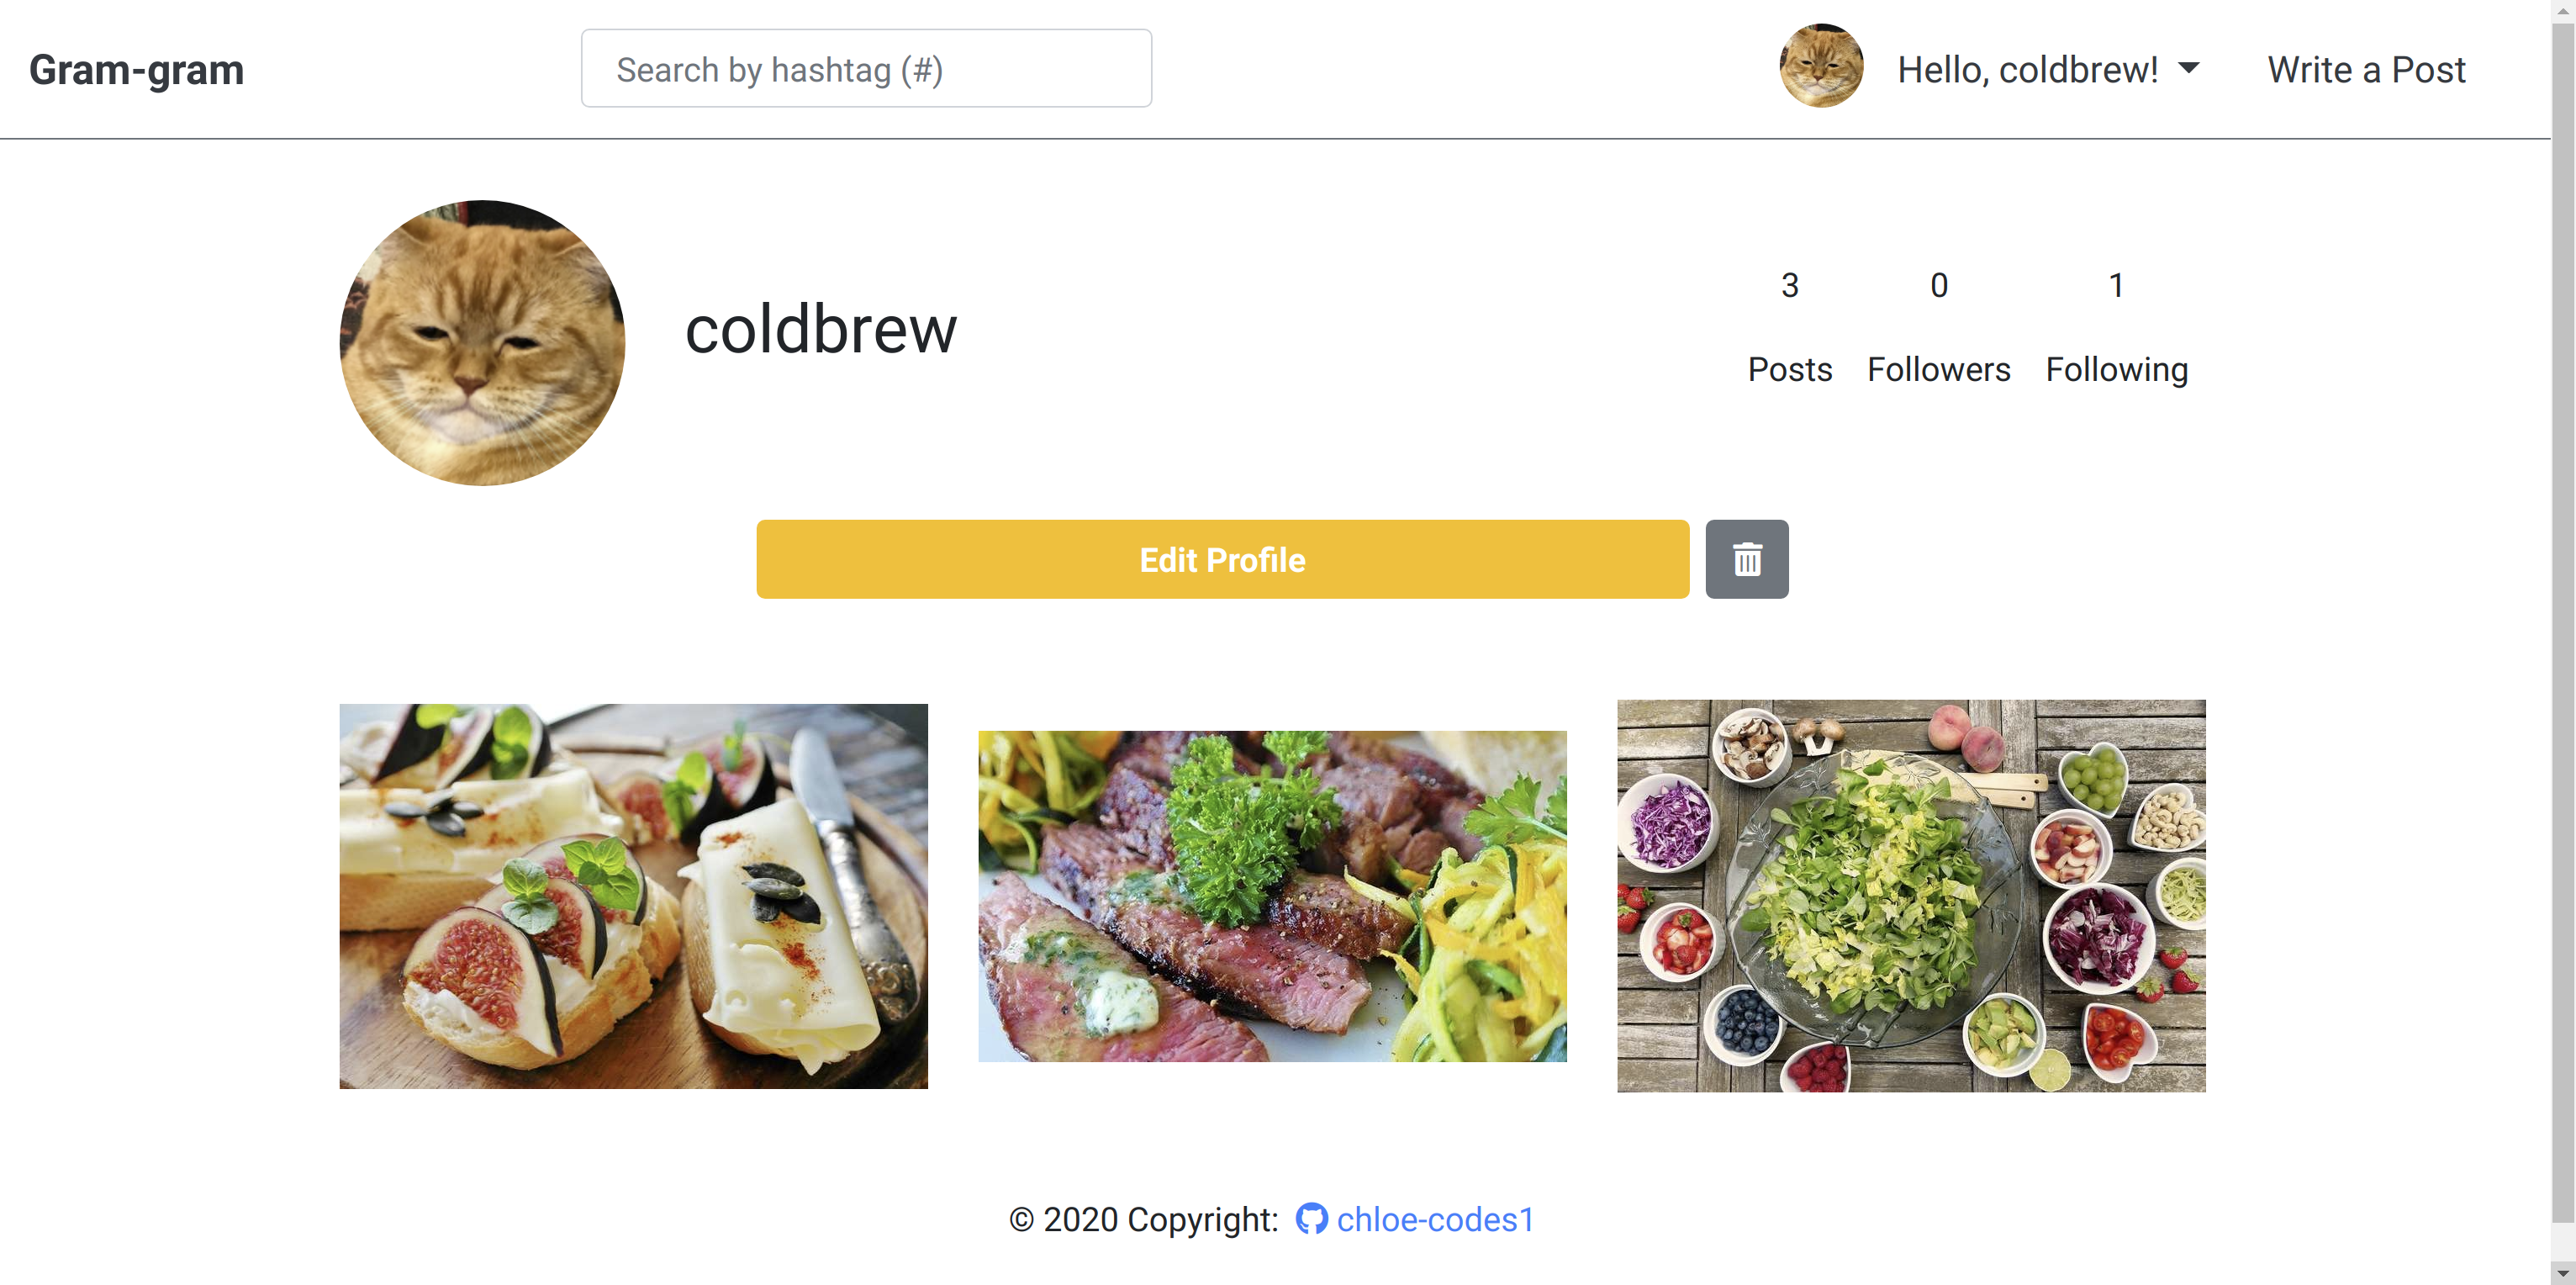 Gram-gram
Search by hashtag (#)
Hello, coldbrew!
Write a Post
coldbrew
3 0 1
Posts Followers Following
Edit Profile
© 2020 Copyright: chloe-codes1